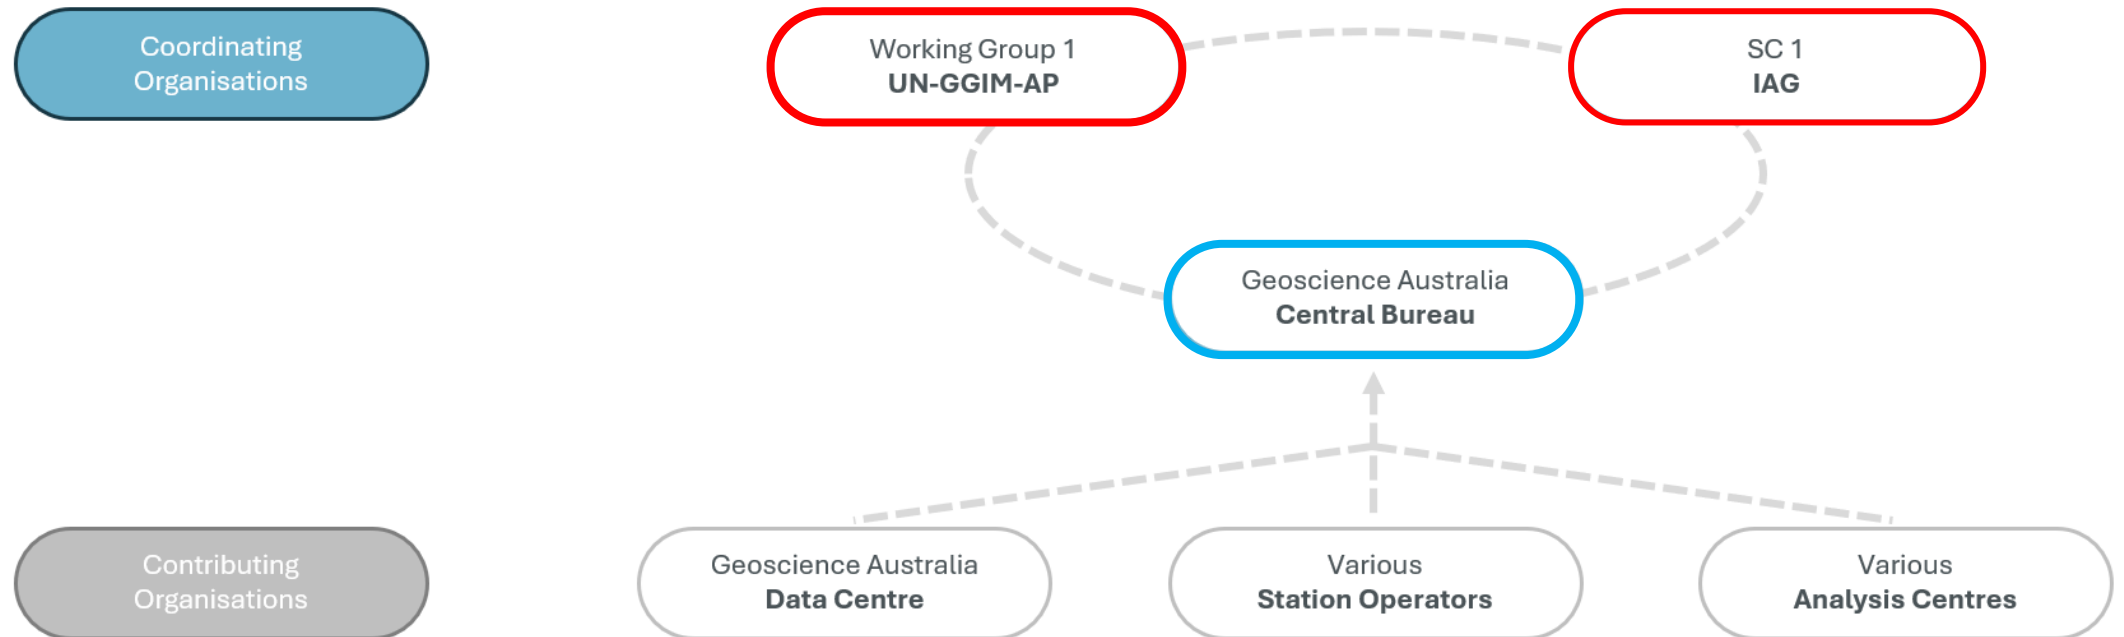 Coordinating
Organisations
Working Group 1
UN-GGIM-AP
SC 1
IAG
Geoscience Australia
Central Bureau
Contributing
Organisations
Geoscience Australia
Data Centre
Various
Station Operators
Various
Analysis Centres